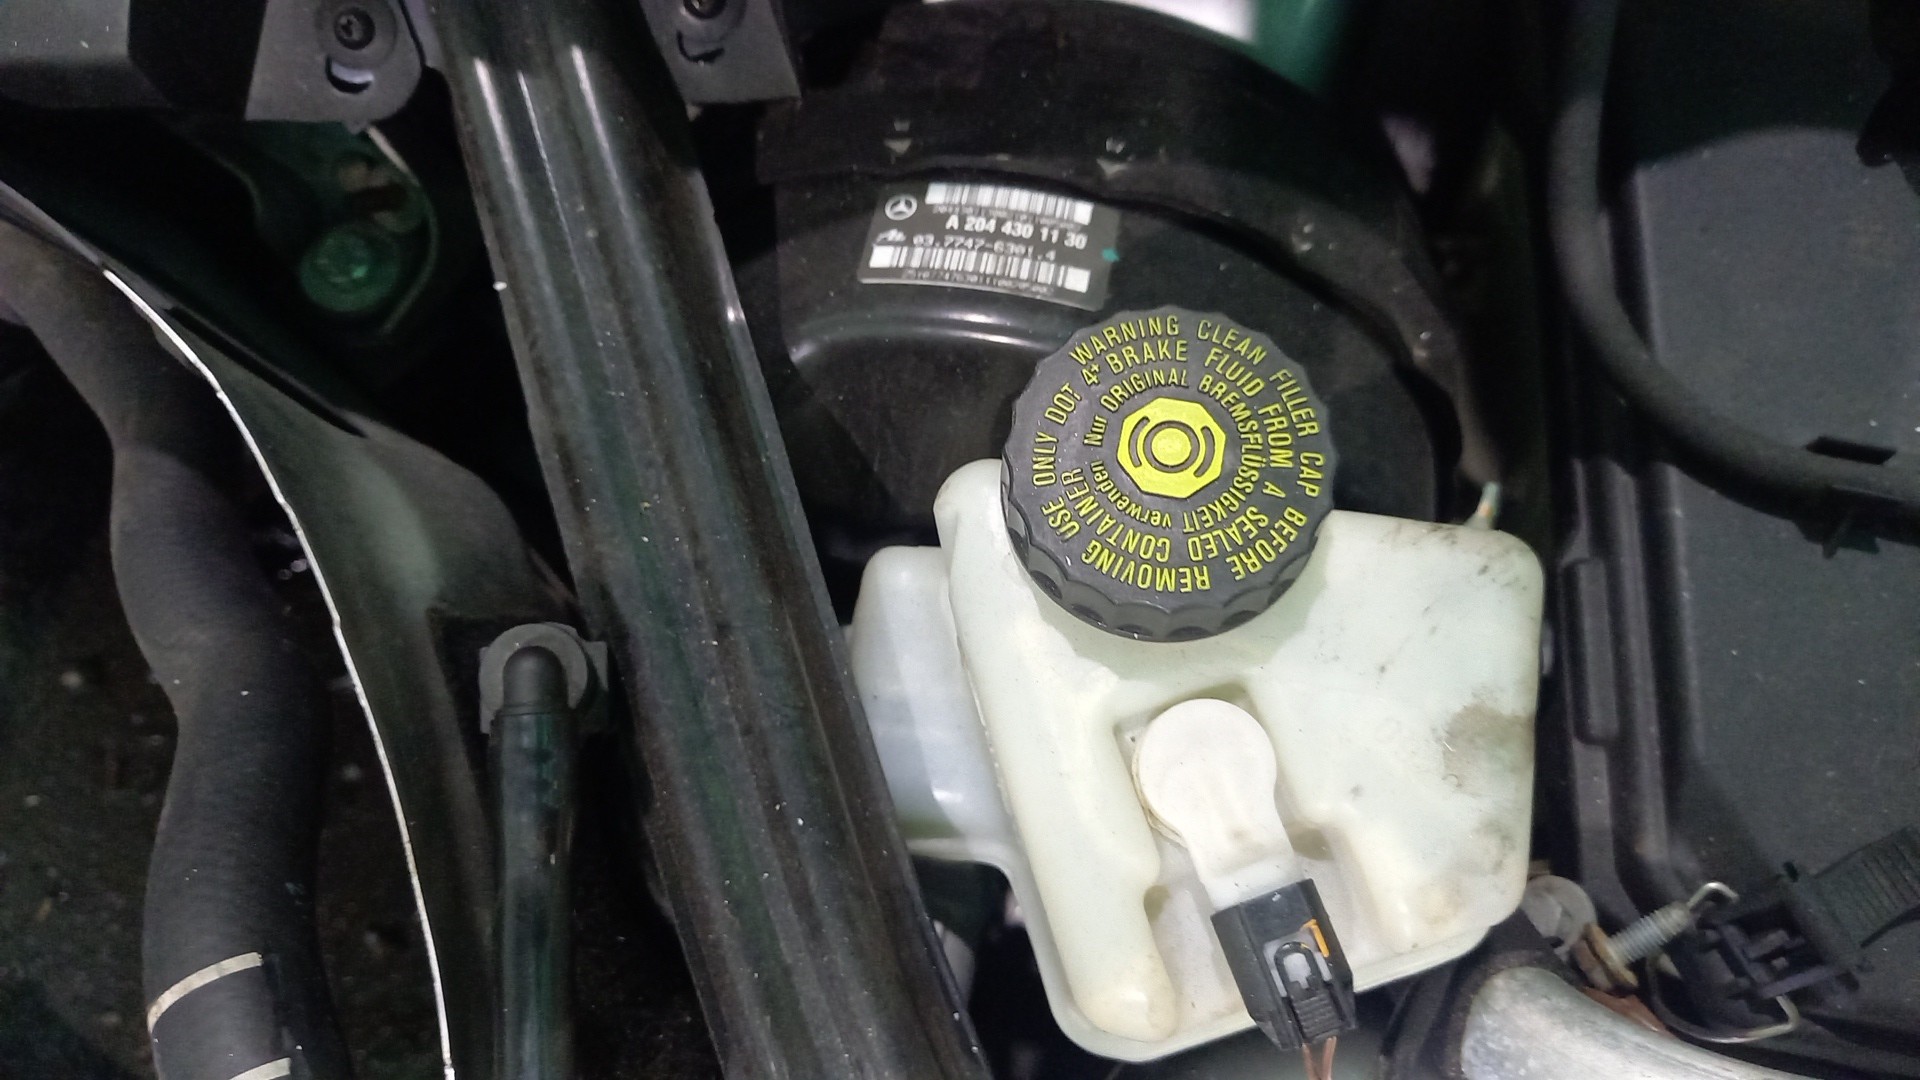 A 204 430 11 30
03.7747-6301.4
WARNING CLEAN FILLER CAP BEFORE REMOVING
USE ONLY DOT 4+ BRAKE FLUID FROM A SEALED CONTAINER
Nur ORIGINAL BREMSFLÜSSIGKEIT verwenden